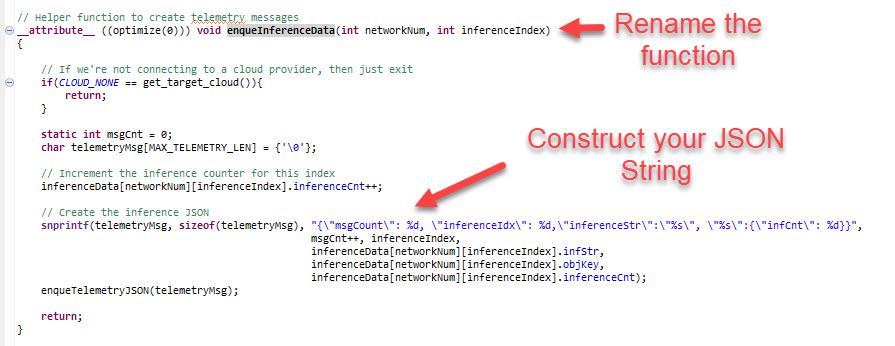 // Helper function to create telemetry messages
__attribute__ ((optimize(0))) void enqueInferenceData(int networkNum, int inferenceIndex)
{
// If we're not connecting to a cloud provider, then just exit
if(CLOUD_NONE == get_target_cloud()){
return;
}
static int msgCnt = 0;
char telemetryMsg[MAX_TELEMETRY_LEN] = {'\0'};
// Increment the inference counter for this index
inferenceData[networkNum][inferenceIndex].inferenceCnt++;
// Create the inference JSON
snprintf(telemetryMsg, sizeof(telemetryMsg), "{\"msgCount\": %d, \"inferenceIdx\": %d,\"inferenceStr\":\"%s\", \"%s\":{\"infCnt\": %d}}",
msgCnt++, inferenceIndex,
inferenceData[networkNum][inferenceIndex].infStr,
inferenceData[networkNum][inferenceIndex].objKey,
inferenceData[networkNum][inferenceIndex].inferenceCnt);
enqueTelemetryJSON(telemetryMsg);
return;
}
Rename the
function
Construct your JSON
String